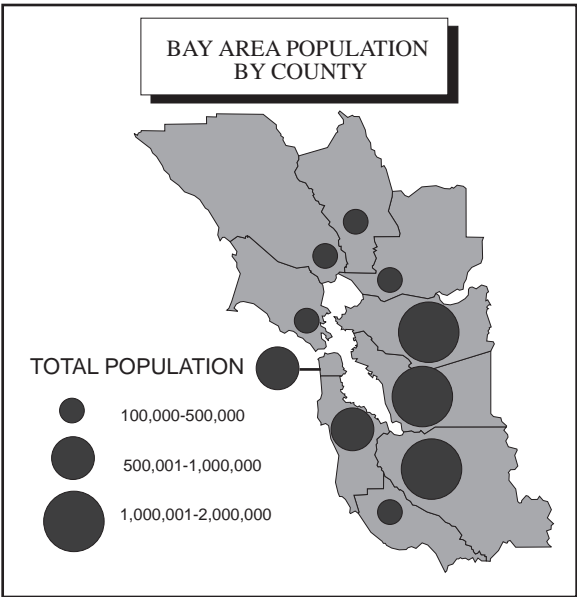 BAY AREA POPULATION
BY COUNTY
TOTAL POPULATION
100,000-500,000
500,001-1,000,000
1,000,001-2,000,000